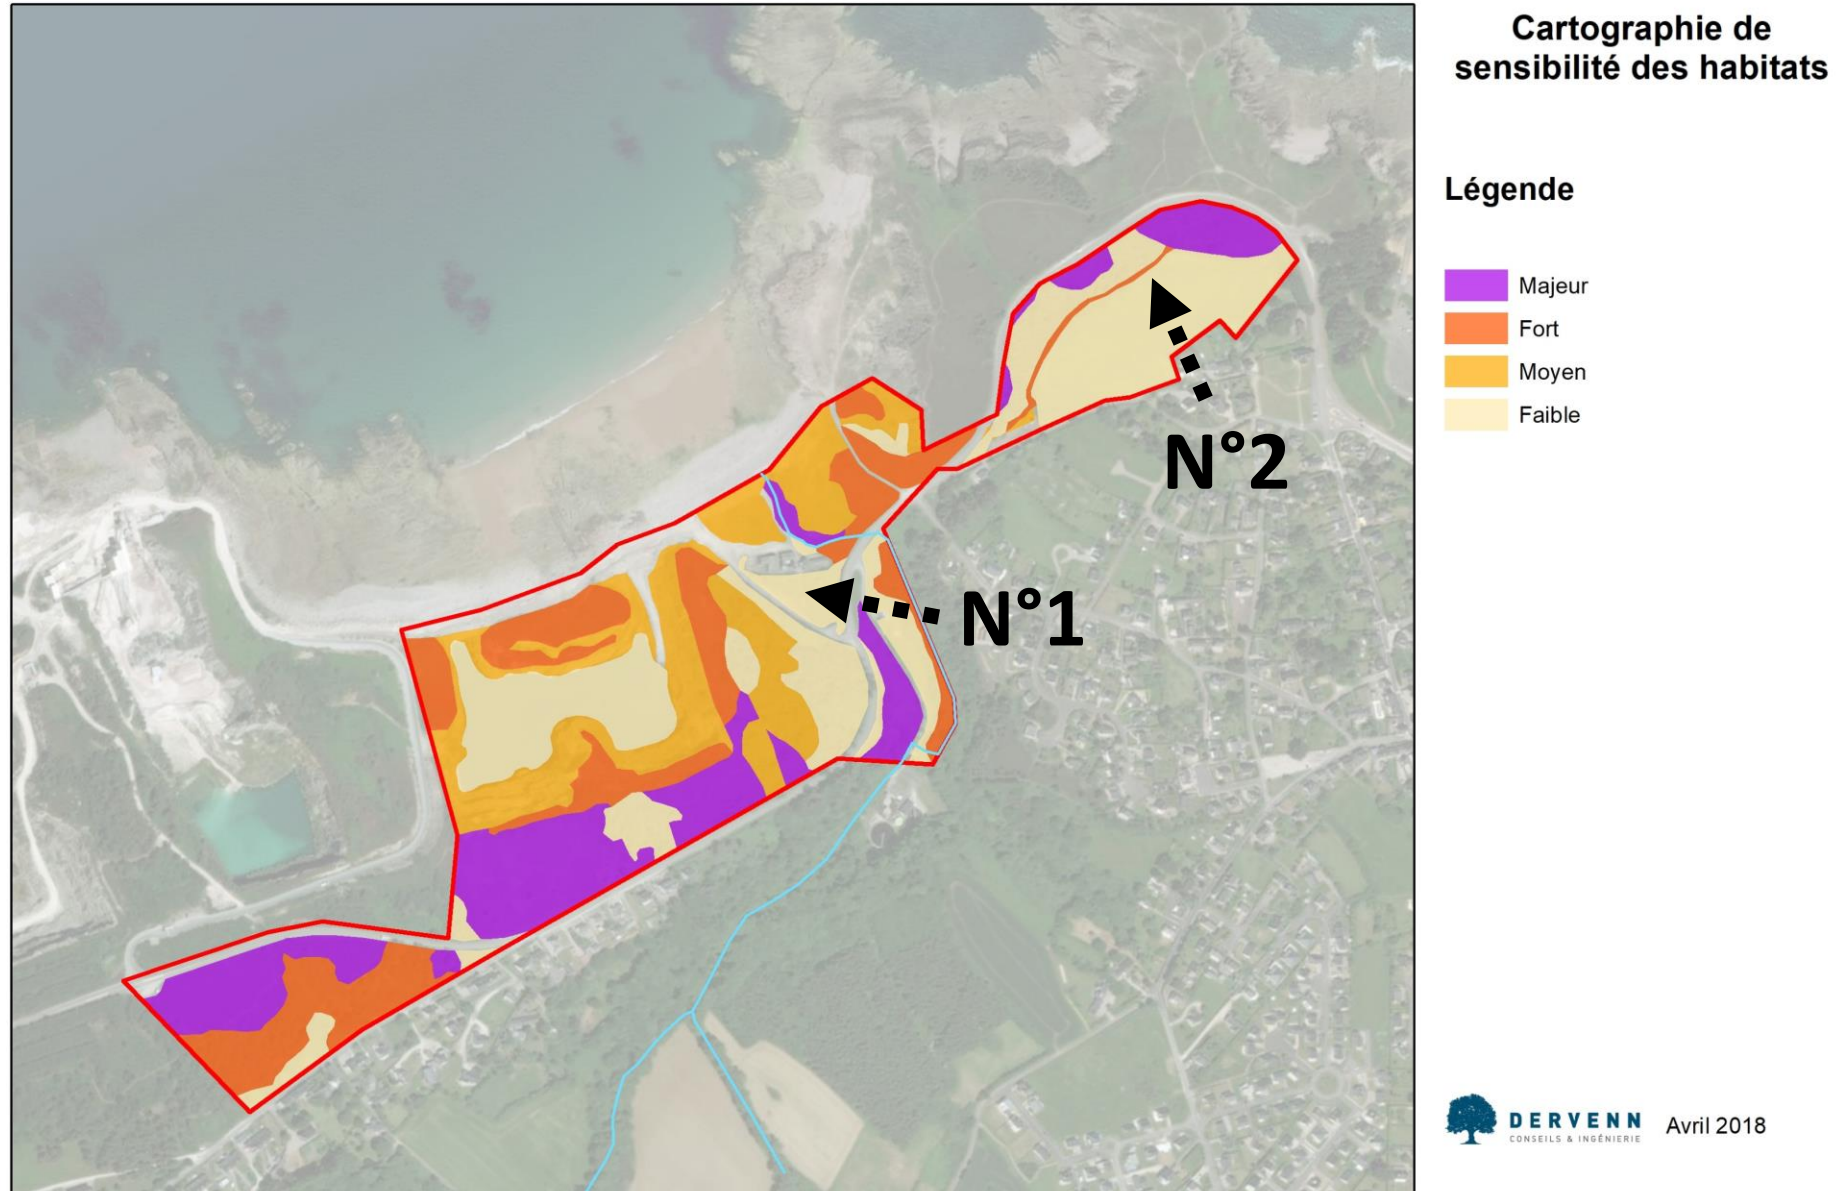 Cartographie de
sensibilité des habitats
Légende
Majeur
Fort
Moyen
Faible
N°2
N°1
DERVENN
CONSEILS & INGÉNIERIE
Avril 2018